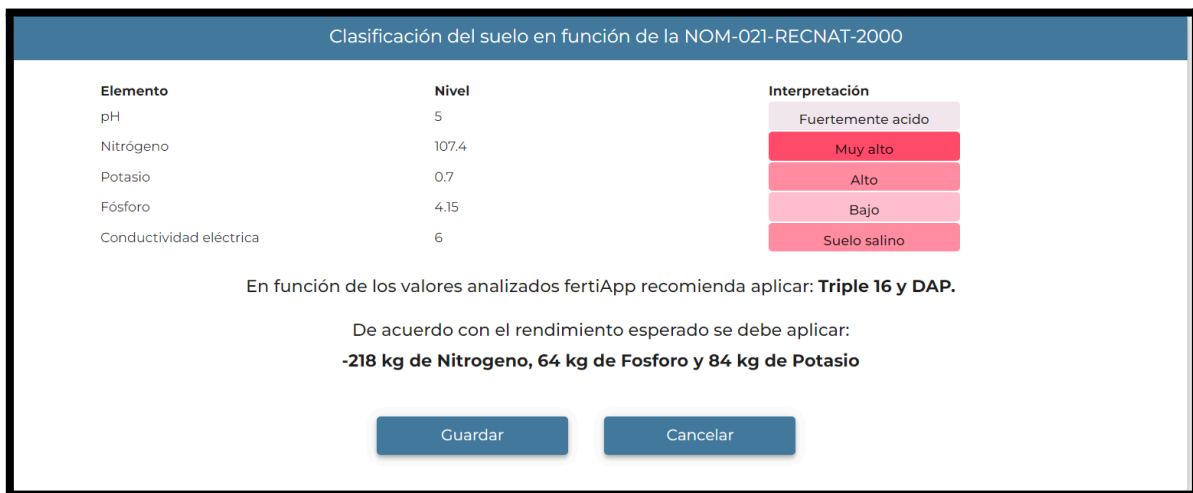 Clasificación del suelo en función de la NOM-021-RECNAT-2000
Elemento Nivel Interpretación
pH 5 Fuertemente acido
Nitrógeno 107.4 Muy alto
Potasio 0.7 Alto
Fósforo 4.15 Bajo
Conductividad eléctrica 6 Suelo salino
En función de los valores analizados fertiApp recomienda aplicar: Triple 16 y DAP.
De acuerdo con el rendimiento esperado se debe aplicar:
-218 kg de Nitrogeno, 64 kg de Fosforo y 84 kg de Potasio
Guardar Cancelar